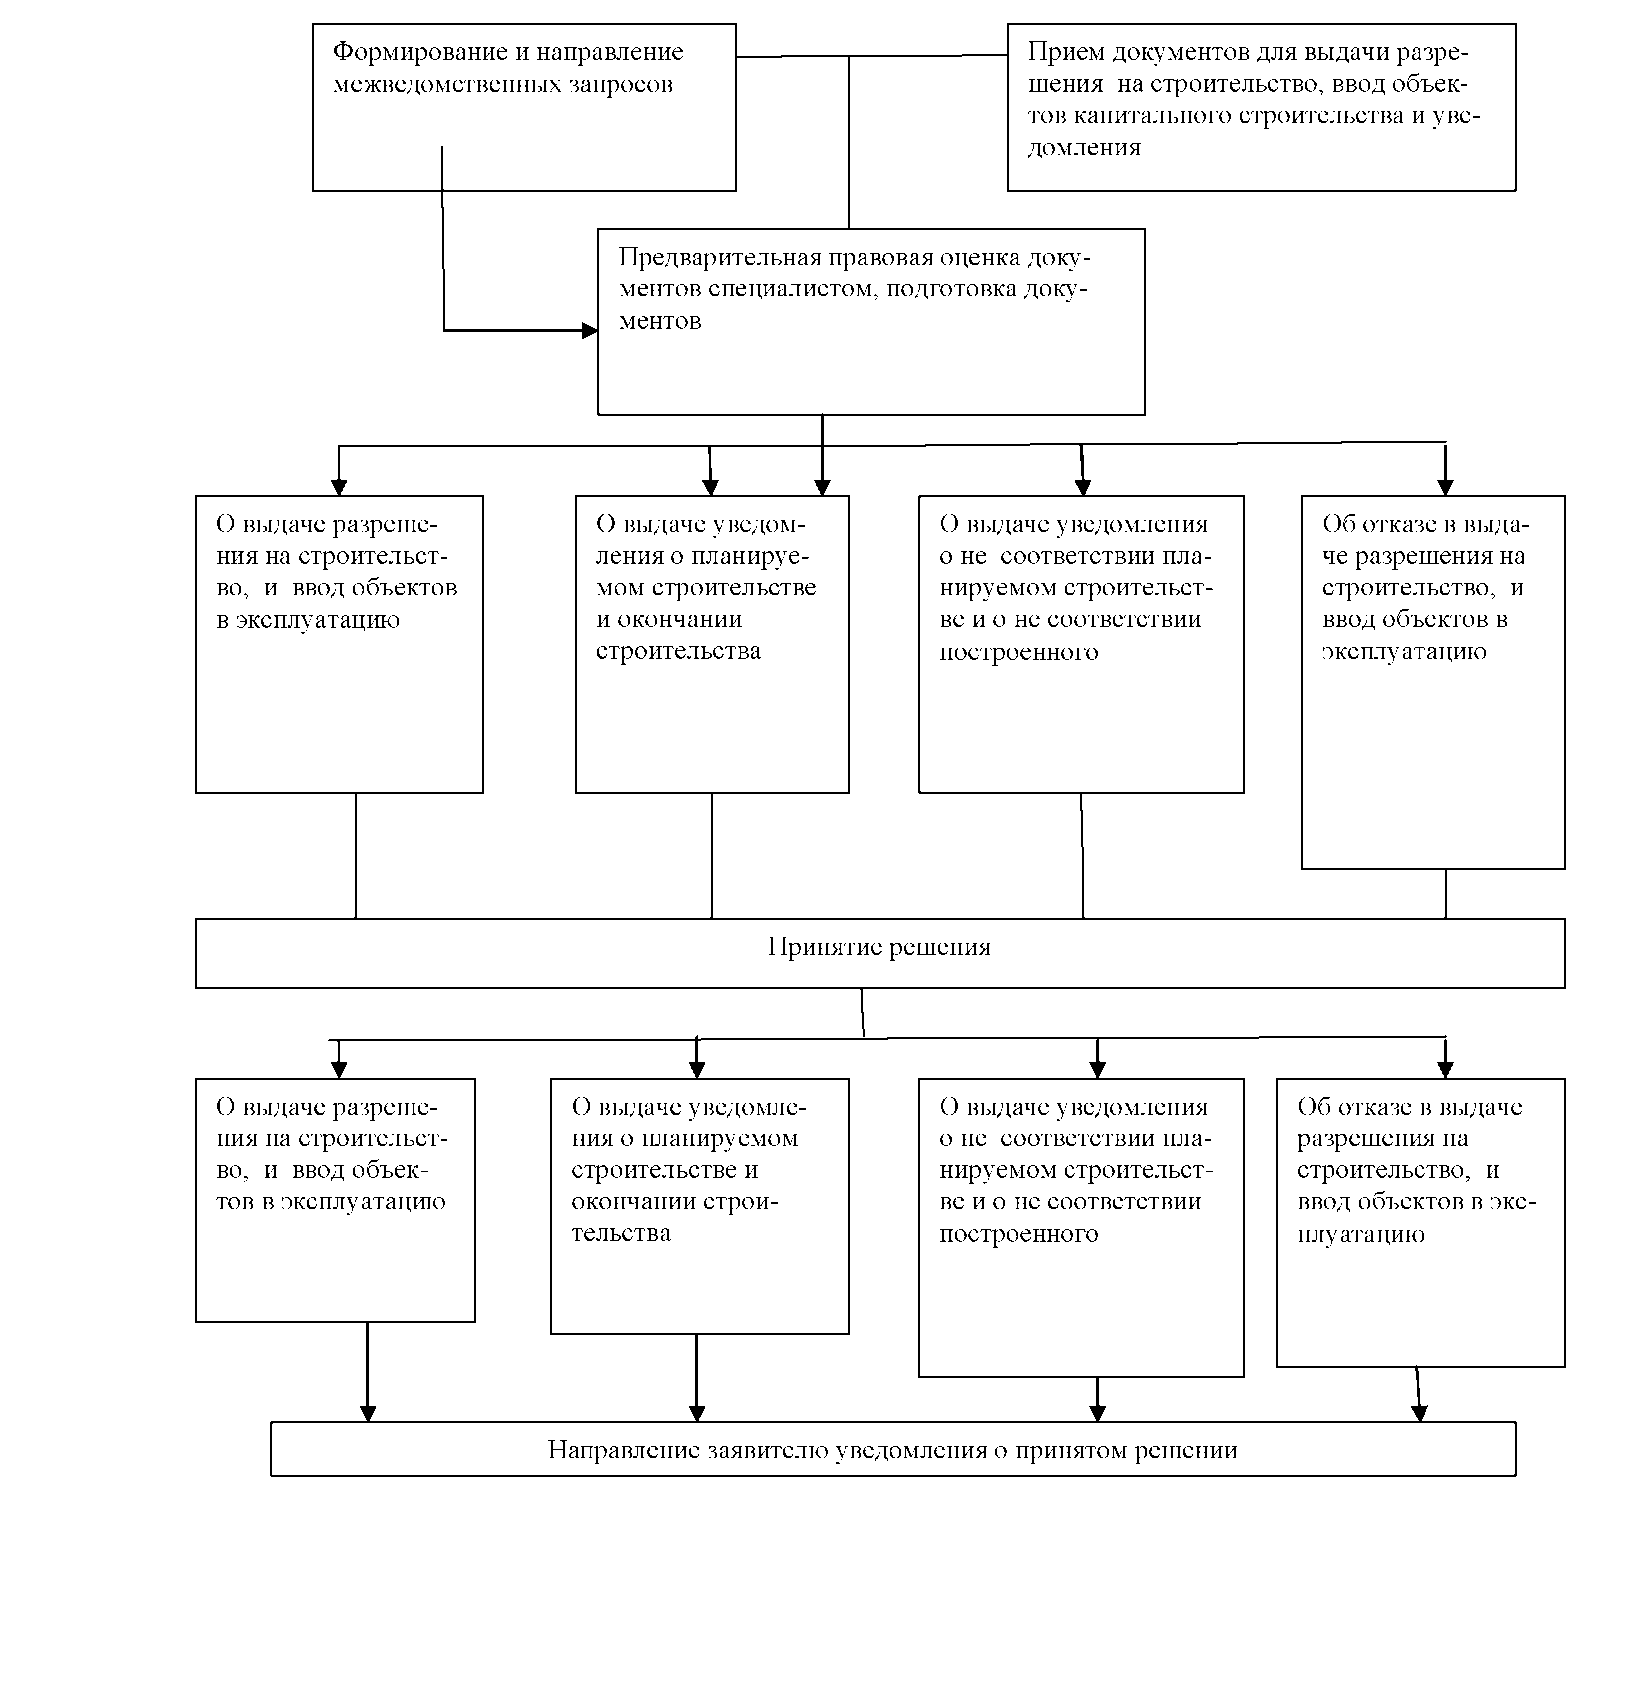 Формирование и направление
межведомственных запросов
Прием документов для выдачи разре-
шения  на строительство, ввод объек-
тов капитального строительства и уве-
домления
Предварительная правовая оценка доку-
ментов специалистом, подготовка доку-
ментов
О выдаче разреше-
ния на строительст-
во,  и  ввод объектов
в эксплуатацию
О выдаче уведом-
ления о планируе-
мом строительстве
и окончании
строительства
О выдаче уведомления
о не  соответствии пла-
нируемом строительст-
ве и о не соответствии
построенного
Об отказе в выда-
че разрешения на
строительство,  и
ввод объектов в
эксплуатацию
Принятие решения
О выдаче разреше-
ния на строительст-
во,  и  ввод объек-
тов в эксплуатацию
О выдаче уведомле-
ния о планируемом
строительстве и
окончании строи-
тельства
О выдаче уведомления
о не  соответствии пла-
нируемом строительст-
ве и о не соответствии
построенного
Об отказе в выдаче
разрешения на
строительство,  и
ввод объектов в экс-
плуатацию
Направление заявителю уведомления о принятом решении